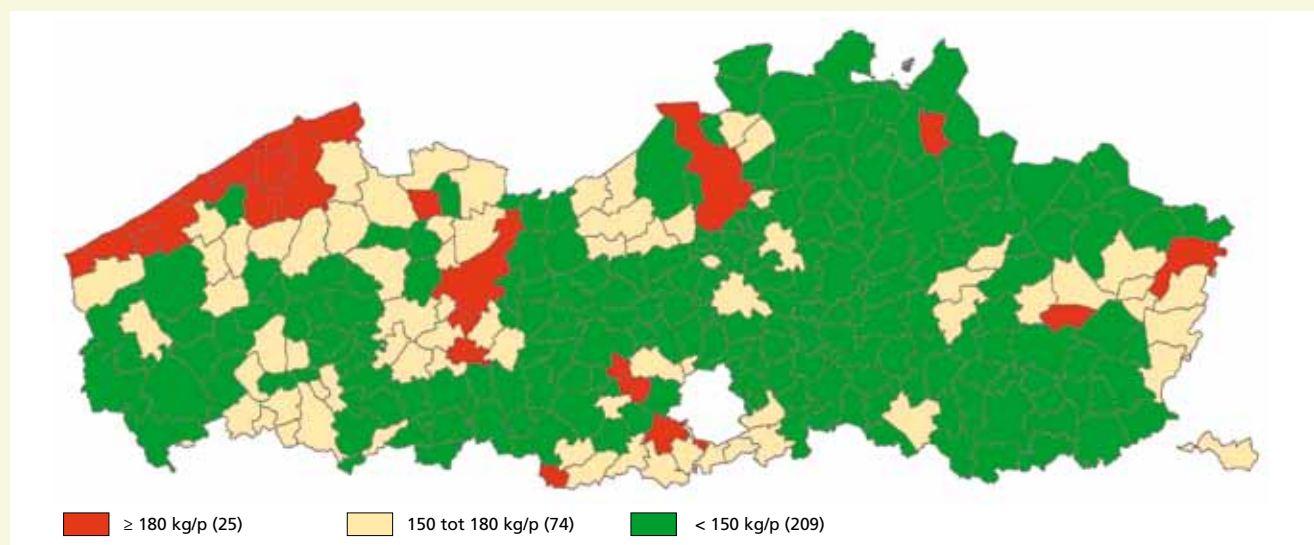 ≥ 180 kg/p (25) 150 tot 180 kg/p (74) < 150 kg/p (209)